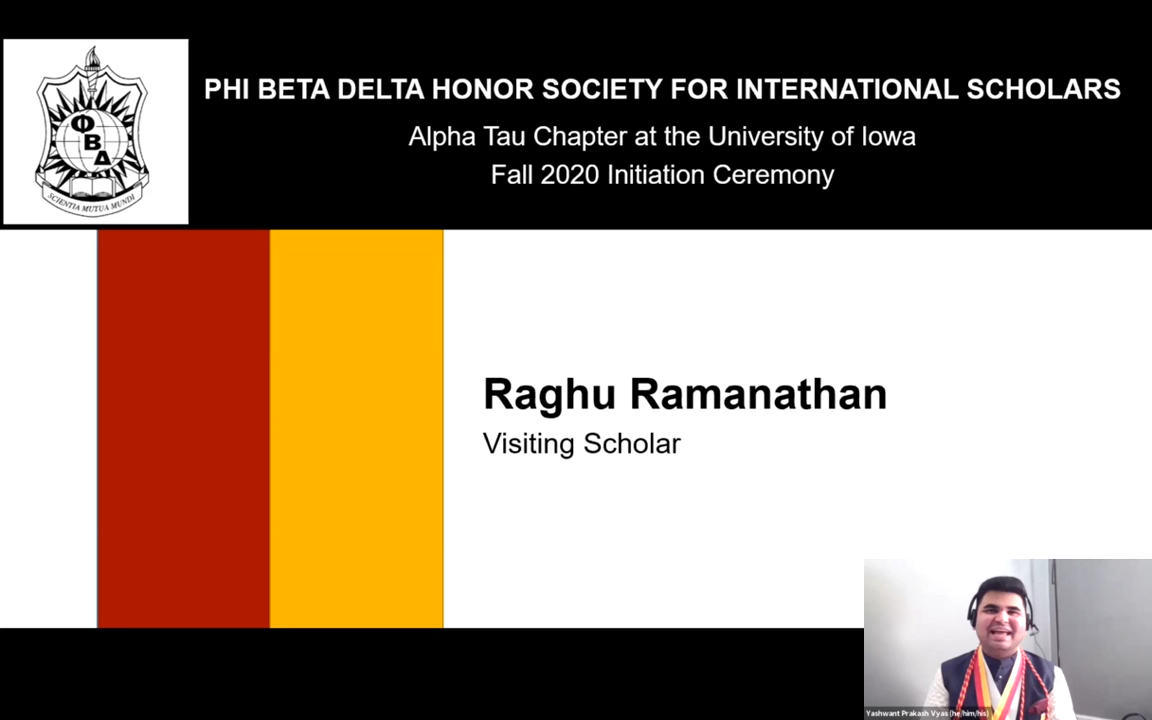 PHI BETA DELTA HONOR SOCIETY FOR INTERNATIONAL SCHOLARS
Alpha Tau Chapter at the University of Iowa
Fall 2020 Initiation Ceremony
Φ
Β
Δ
SCIENTIA MUTUA MUNDI
Raghu Ramanathan
Visiting Scholar
Yashwant Prakash Vyas (he/him/his)